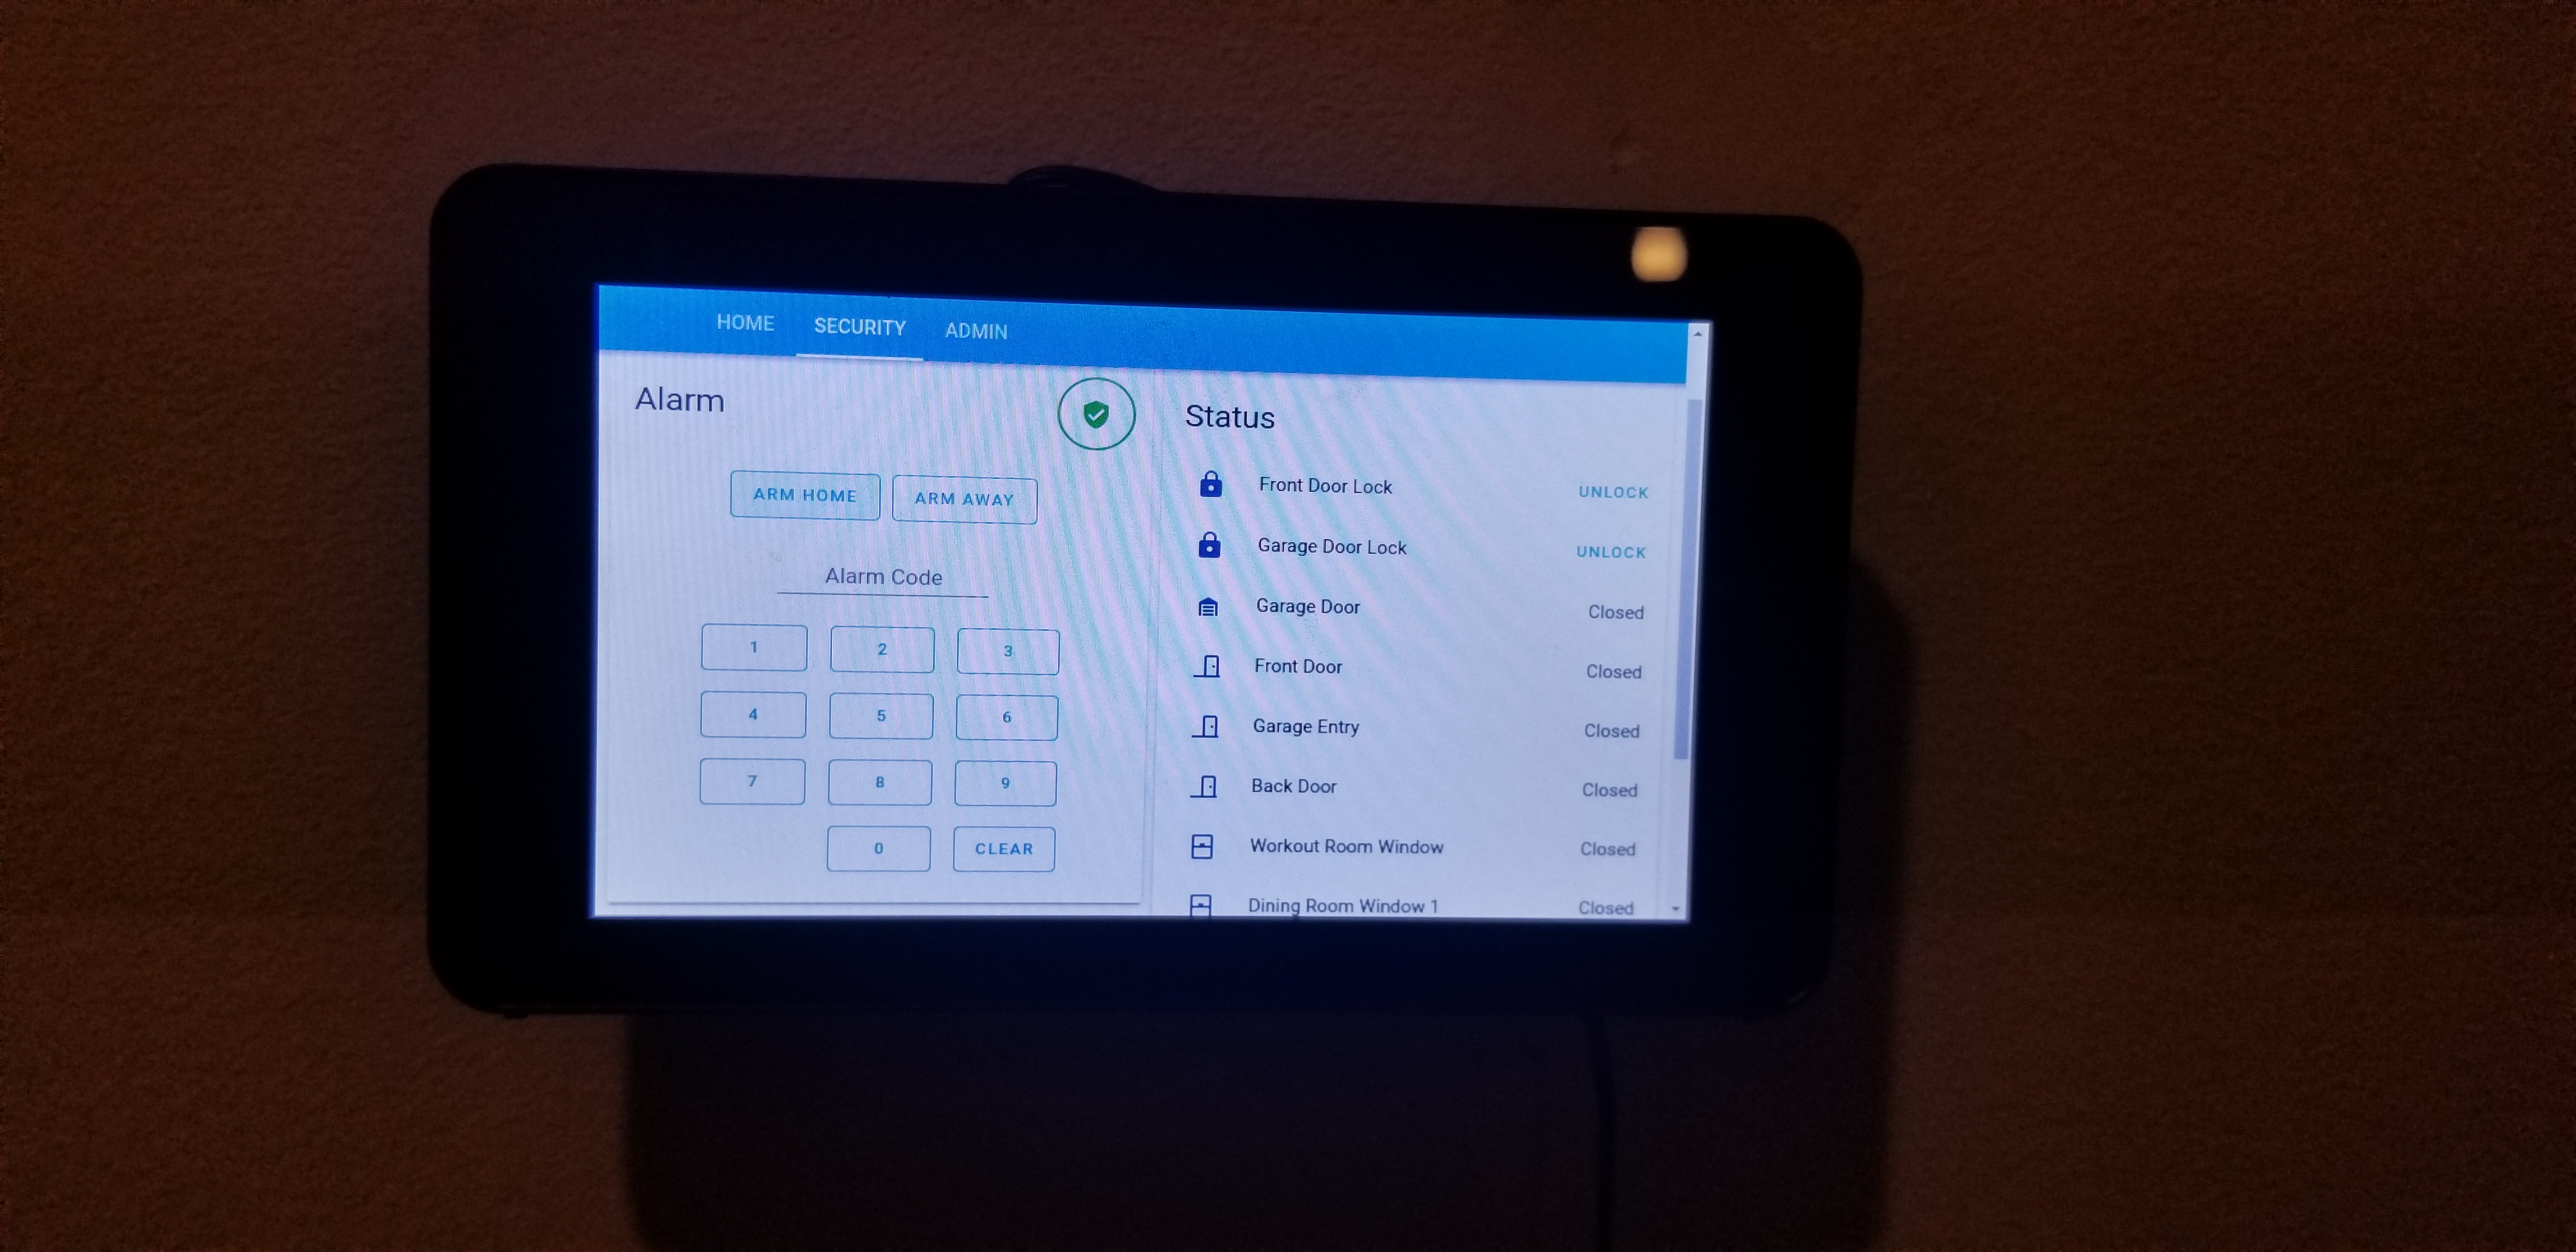 HOME SECURITY ADMIN
Alarm
ARM HOME ARM AWAY
Alarm Code
1 2 3
4 5 6
7 8 9
0 CLEAR
Status
Front Door Lock UNLOCK
Garage Door Lock UNLOCK
Garage Door Closed
Front Door Closed
Garage Entry Closed
Back Door Closed
Workout Room Window Closed
Dining Room Window 1 Closed